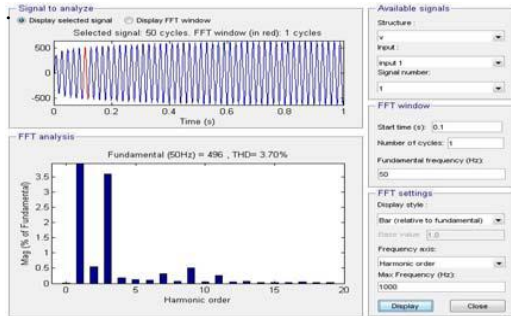 Signal to analyze
Display selected signal
Display FFT window
Selected signal: 50 cycles. FFT window (in red): 1 cycles
500
0
-500
0
0.2
0.4
0.6
0.8
1
Time (s)
FFT analysis
Fundamental (50Hz) = 496 , THD= 3.70%
Mag (% of Fundamental)
3.5
3
2.5
2
1.5
1
0.5
0
0
5
10
15
20
Harmonic order
Available signals
Structure :
v
Input :
input 1
Signal number:
1
FFT window
Start time (s): 0.1
Number of cycles: 1
Fundamental frequency (Hz):
50
FFT settings
Display style :
Bar (relative to fundamental)
Base value: 1.0
Frequency axis:
Harmonic order
Max Frequency (Hz):
1000
Display
Close